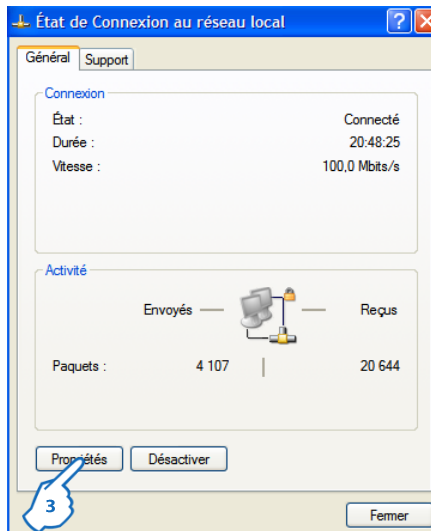 État de Connexion au réseau local
Général Support
Connexion
État : Connecté
Durée : 20:48:25
Vitesse : 100,0 Mbits/s
Activité
Envoyés Reçus
Paquets : 4 107 20 644
Propriétés Désactiver
3
Fermer